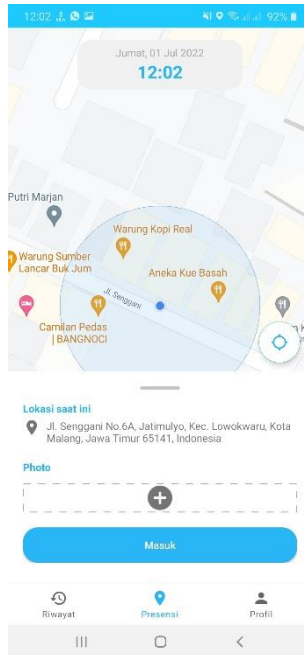 12:02
92%
Jumat, 01 Jul 2022
12:02
Putri Marjan
Warung Kopi Real
Warung Sumber
Lancar Buk Jum
Aneka Kue Basah
Jl. Senggani
Camilan Pedas
| BANGNOCI
Lokasi saat ini
Jl. Senggani No.6A, Jatimulyo, Kec. Lowokwaru, Kota
Malang, Jawa Timur 65141, Indonesia
Photo
Masuk
Riwayat
Presensi
Profil